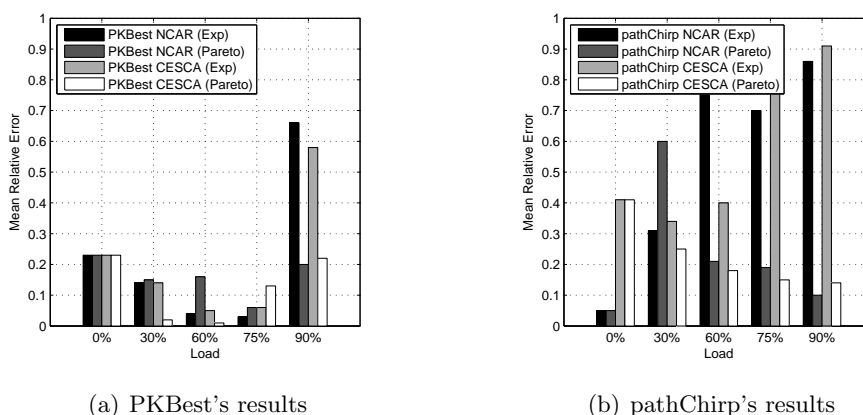 1
0.9
0.8
0.7
0.6
0.5
0.4
0.3
0.2
0.1
0
Mean Relative Error
PKBest NCAR (Exp)
PKBest NCAR (Pareto)
PKBest CESCA (Exp)
PKBest CESCA (Pareto)
0% 30% 60% 75% 90%
Load
(a) PKBest's results
1
0.9
0.8
0.7
0.6
0.5
0.4
0.3
0.2
0.1
0
Mean Relative Error
pathChirp NCAR (Exp)
pathChirp NCAR (Pareto)
pathChirp CESCA (Exp)
pathChirp CESCA (Pareto)
0% 30% 60% 75% 90%
Load
(b) pathChirp's results